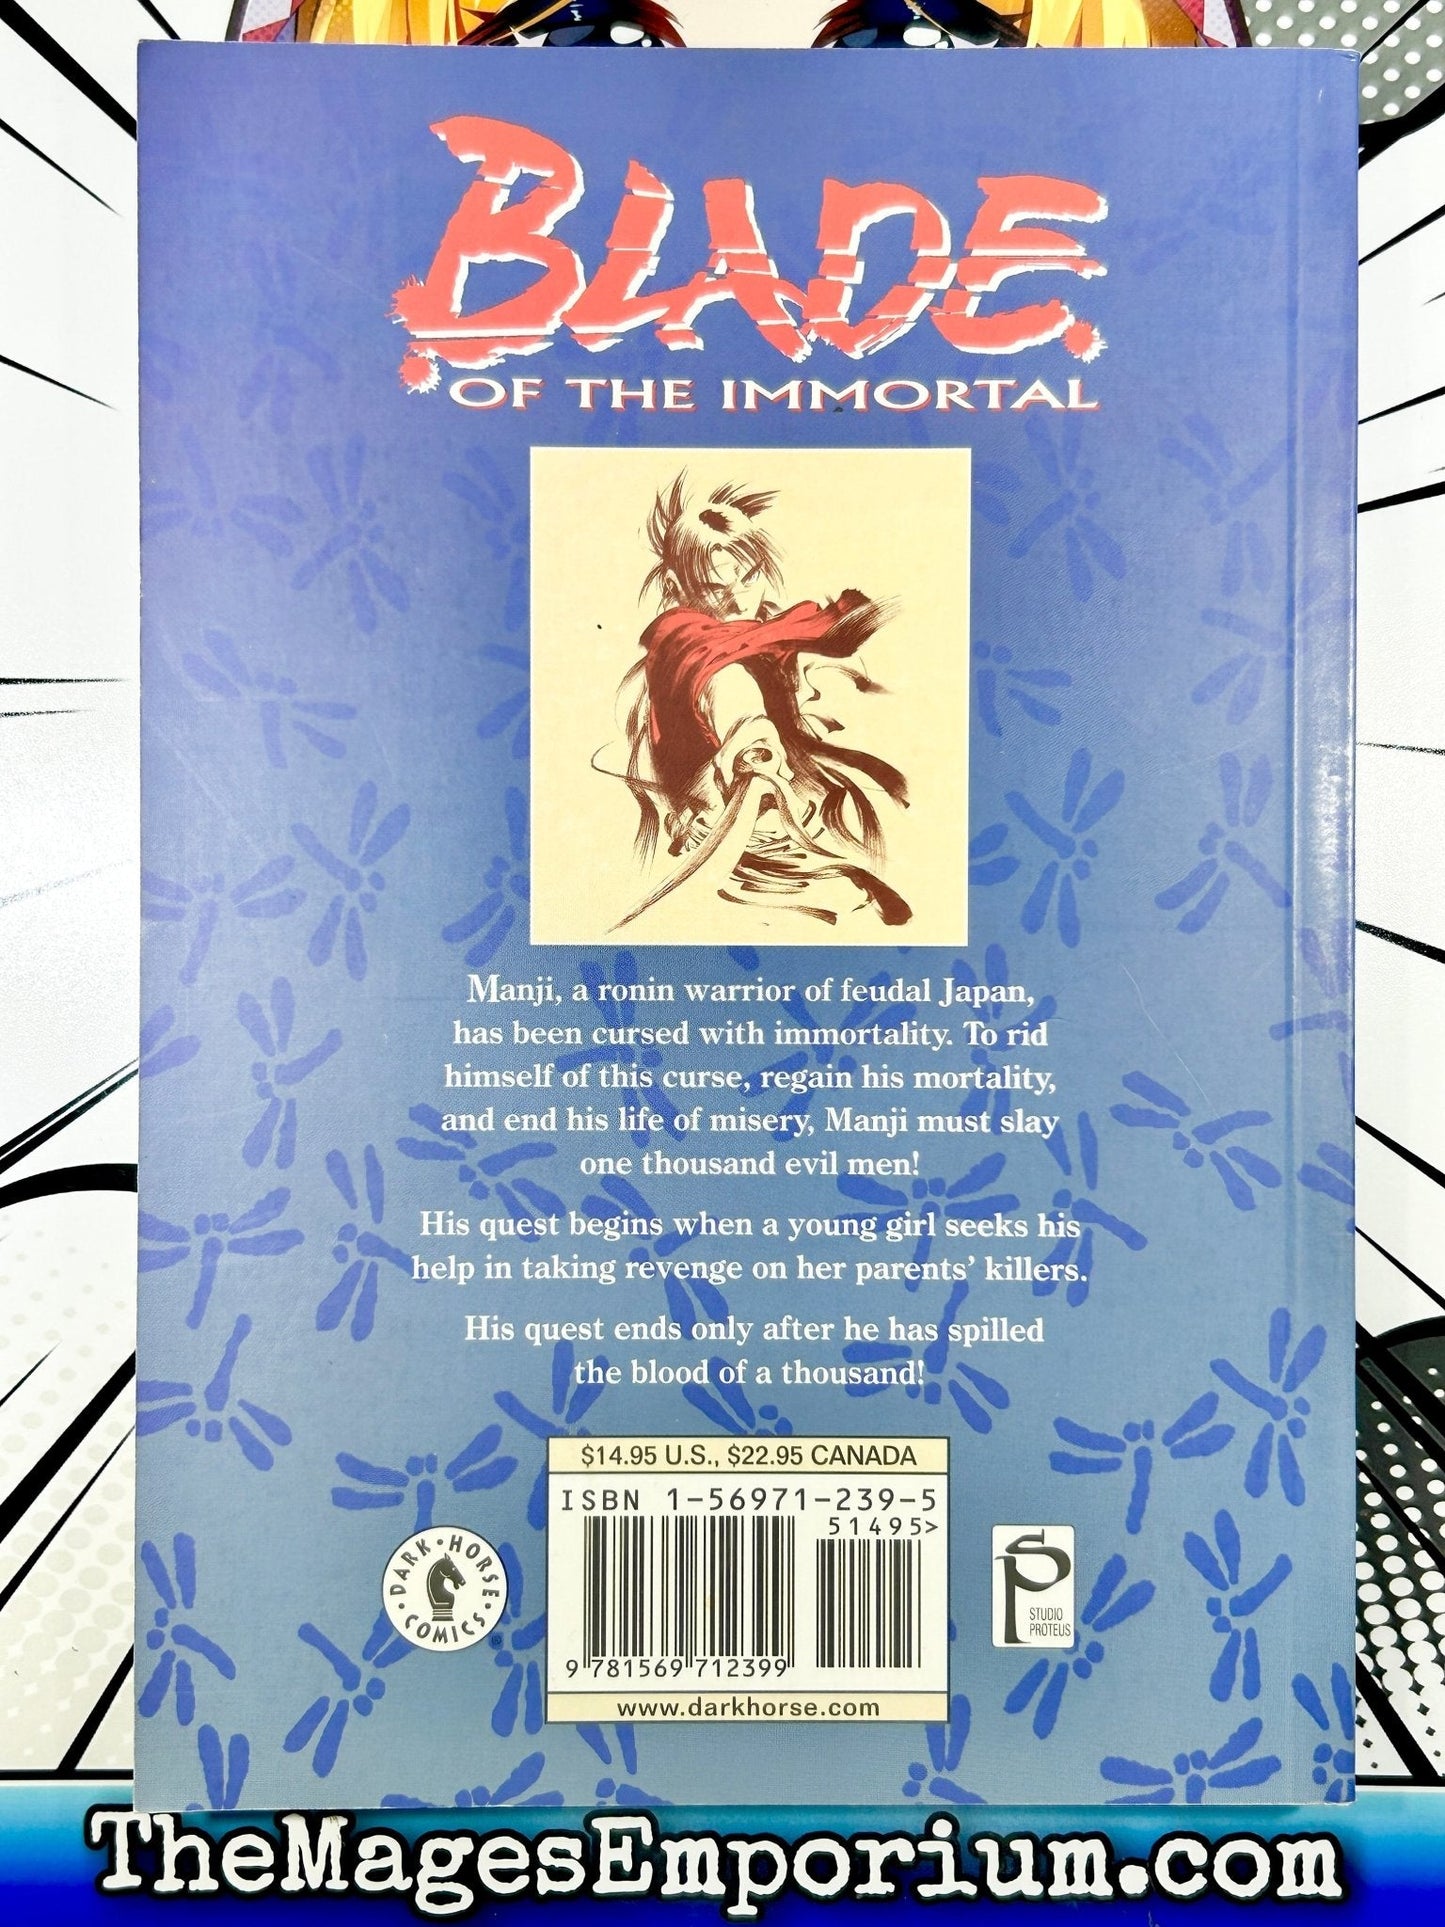 BLADE
OF THE IMMORTAL
Manji, a ronin warrior of feudal Japan,
has been cursed with immortality. To rid
himself of this curse, regain his mortality,
and end his life of misery, Manji must slay
one thousand evil men!
His quest begins when a young girl seeks his
help in taking revenge on her parents' killers.
His quest ends only after he has spilled
the blood of a thousand!
$14.95 U.S., $22.95 CANADA
ISBN 1-56971-239-5
51495>
9 781569 712399
www.darkhorse.com
DARK • HORSE • COMICS •
SP
STUDIO
PROTEUS
TheMagesEmporium.com